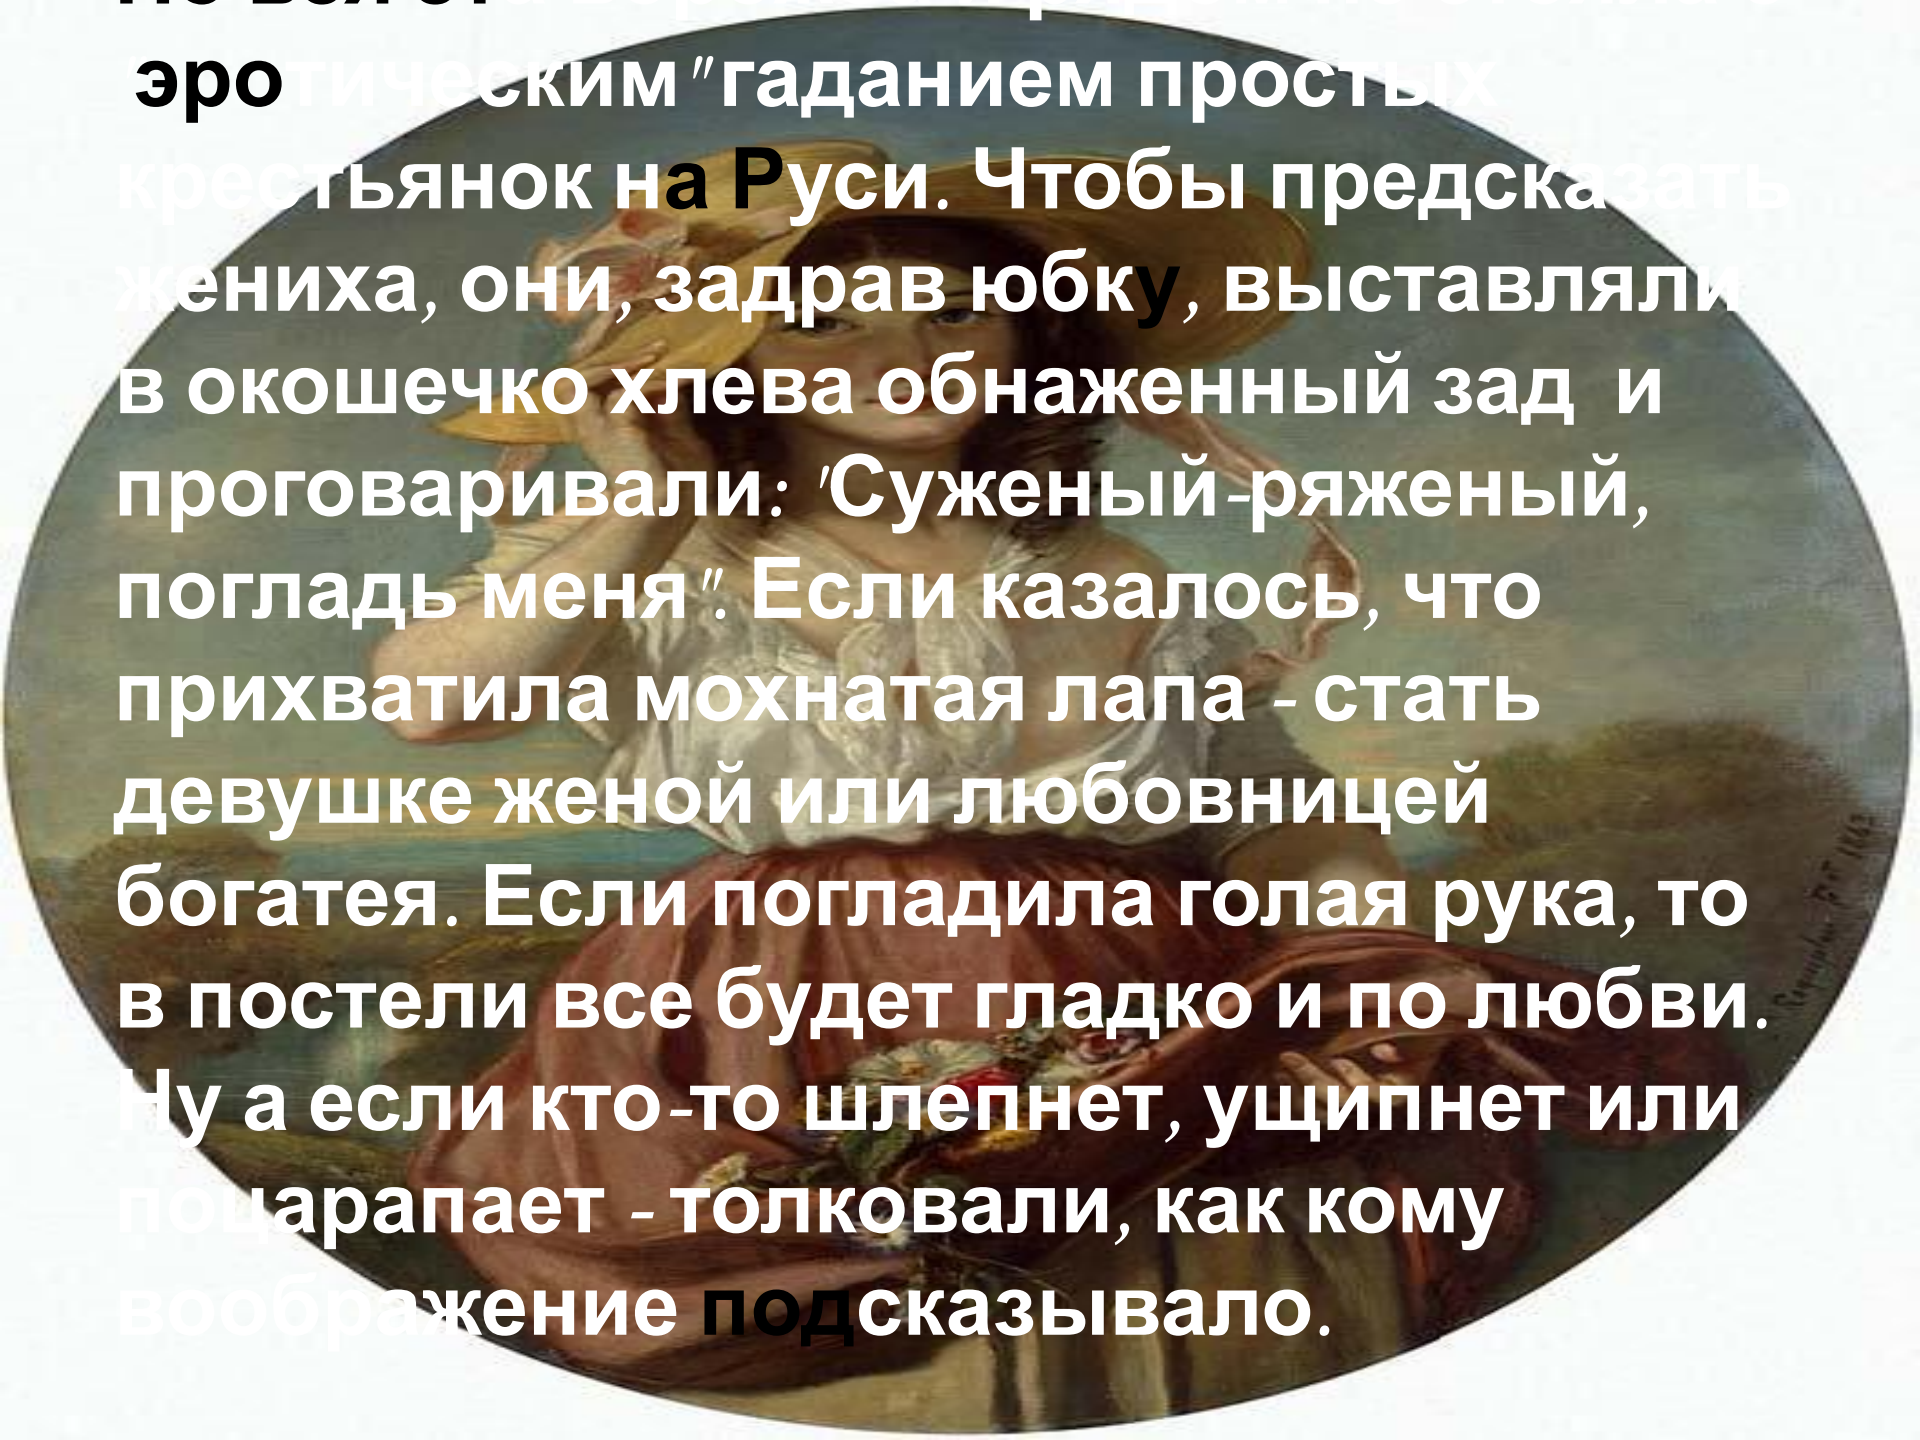 эротическим" гаданием простых
крестьянок на Руси. Чтобы предсказать
жениха, они, задрав юбку, выставляли
в окошечко хлева обнаженный зад и
проговаривали: "Суженый-ряженый,
погладь меня". Если казалось, что
прихватила мохнатая лапа - стать
девушке женой или любовницей
богатея. Если погладила голая рука, то
в постели все будет гладко и по любви.
Ну а если кто-то шлепнет, ущипнет или
поцарапает - толковали, как кому
воображение подсказывало.